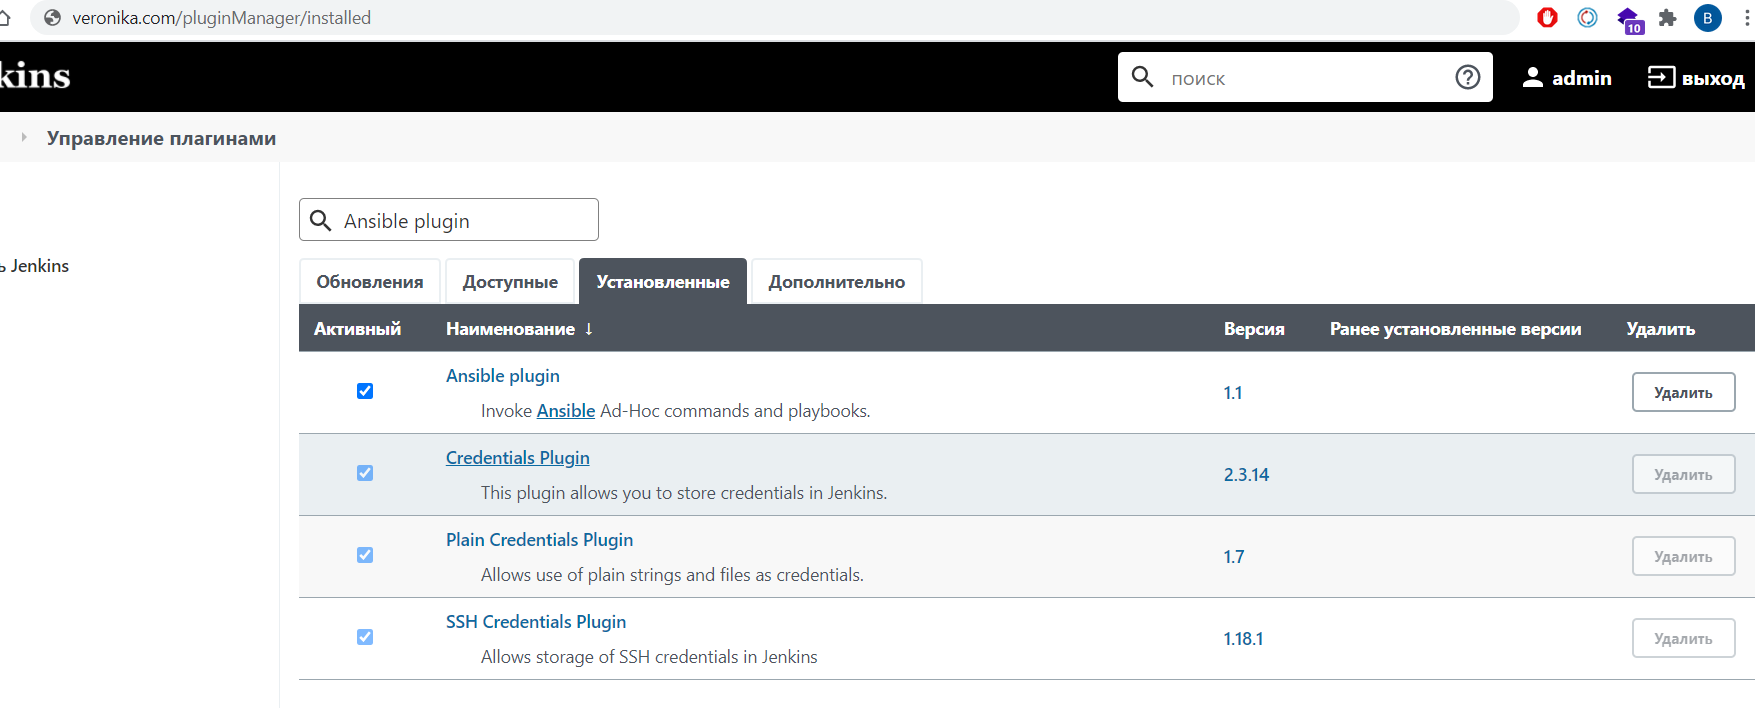 veronika.com/pluginManager/installed
10
B
kins
поиск
admin
выход
Управление плагинами
Ansible plugin
ь Jenkins
Обновления
Доступные
Установленные
Дополнительно
Активный Наименование ↓ Версия Ранее установленные версии Удалить
Ansible plugin
Invoke Ansible Ad-Hoc commands and playbooks.
1.1
Удалить
Credentials Plugin
This plugin allows you to store credentials in Jenkins.
2.3.14
Удалить
Plain Credentials Plugin
Allows use of plain strings and files as credentials.
1.7
Удалить
SSH Credentials Plugin
Allows storage of SSH credentials in Jenkins
1.18.1
Удалить